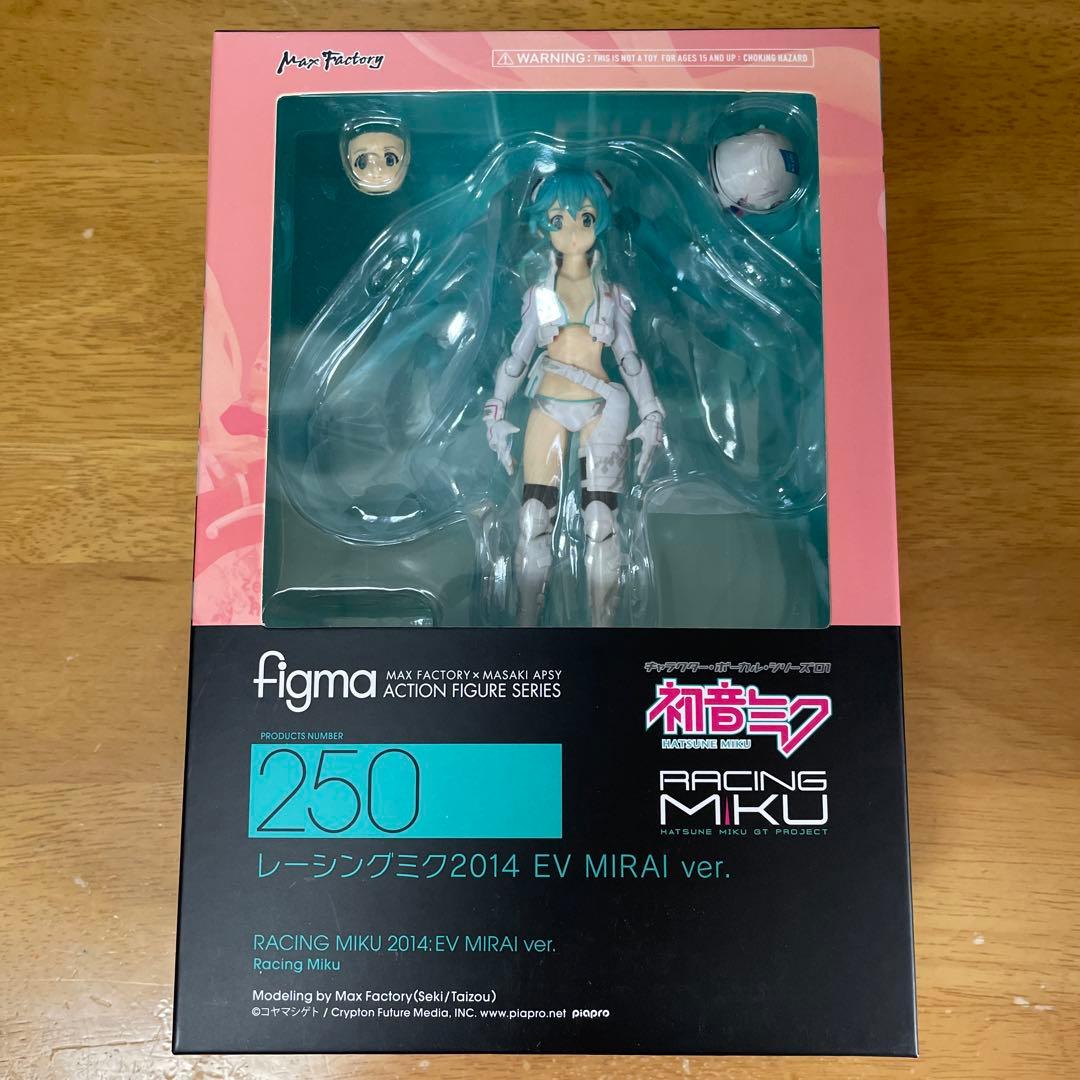 Max Factory
WARNING : THIS IS NOT A TOY FOR AGES 15 AND UP : CHOKING HAZARD
figma MAX FACTORY × MASAKI APSY
ACTION FIGURE SERIES
PRODUCTS NUMBER
250
キャラクター・ボーカル・シリーズ01
初音ミク
HATSUNE MIKU
RACING
MIKU
HATSUNE MIKU GT PROJECT
レーシングミク2014 EV MIRAI ver.
RACING MIKU 2014:EV MIRAI ver.
Racing Miku
Modeling by Max Factory(Seki/Taizou)
©コヤマシゲト / Crypton Future Media, INC. www.piapro.net piapro